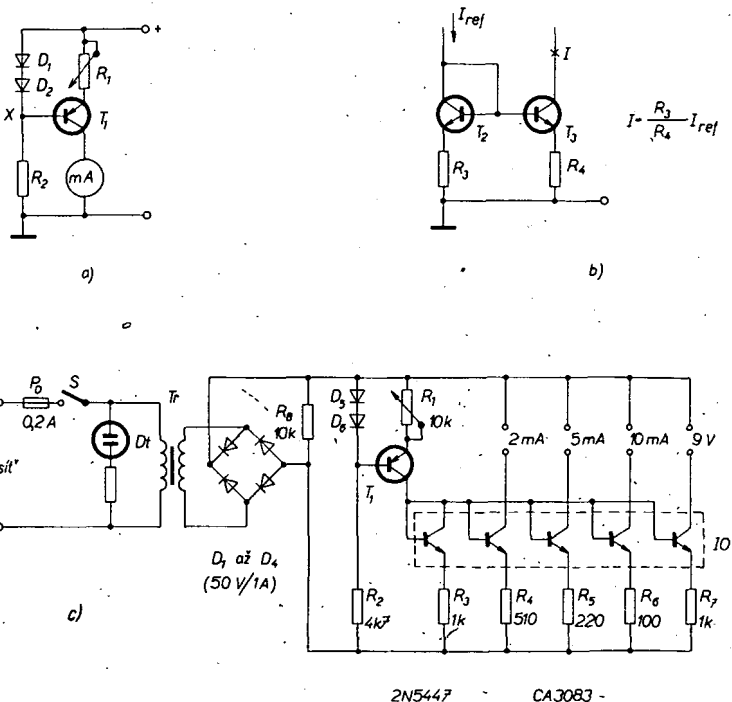 +
D₁
D₂
R₁
X
T₁
R₂
mA
a)
I_ref
I
T₂
T₃
R₃
R₄
I = R₃/R₄ I_ref
b)
Po
0,2A
S
Tr
Dt
síť
R₈
10k
D₁ až D₄
(50 V/1A)
c)
D₅
D₆
R₁
10k
T₁
2mA
5mA
10mA
9V
IO
R₂
4k7
R₃
1k
R₄
510
R₅
220
R₆
100
R₇
1k
2N5447
CA3083